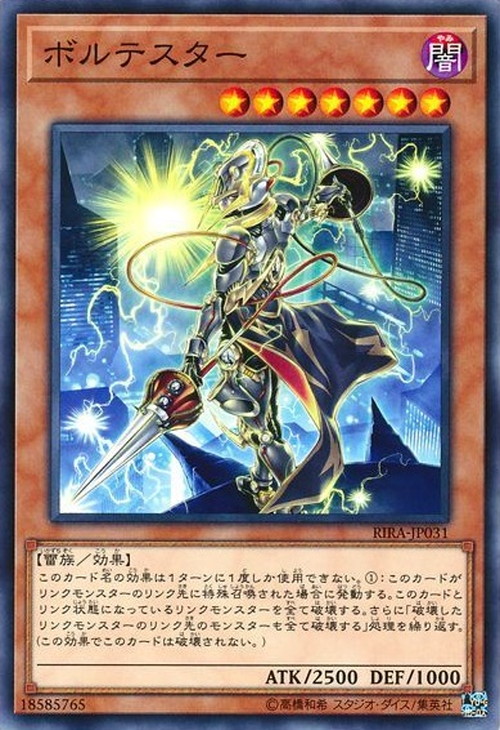 ボルテスター
闇
RIRA-JP031
【雷族/効果】
このカード名の効果は1ターンに1度しか使用できない。①:このカードが
リンクモンスターのリンク先に特殊召喚された場合に発動する。このカードと
リンク状態になっているリンクモンスターを全て破壊する。さらに「破壊した
リンクモンスターのリンク先のモンスターも全て破壊する」処理を繰り返す。
(この効果でこのカードは破壊されない。)
ATK/2500 DEF/1000
18585765
©高橋和希 スタジオ・ダイス/集英社